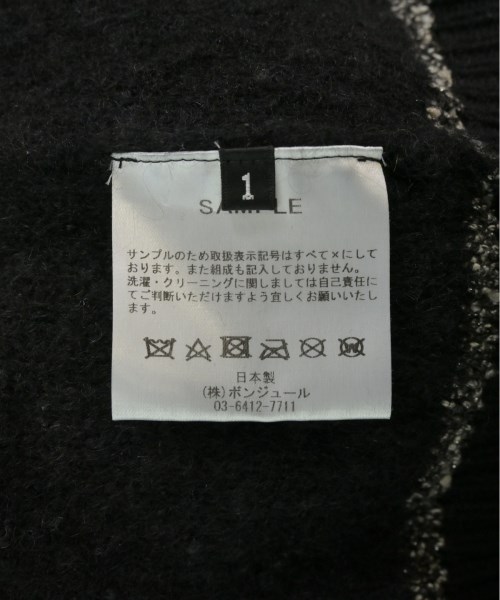 1
SAMPLE
サンプルのため取扱表示記号はすべて×にして
おります。また組成も記入しておりません。
洗濯・クリーニングに関しましては自己責任に
てご判断いただけますよう宜しくお願いいたし
ます。
日本製
(株)ボンジュール
03-6412-7711